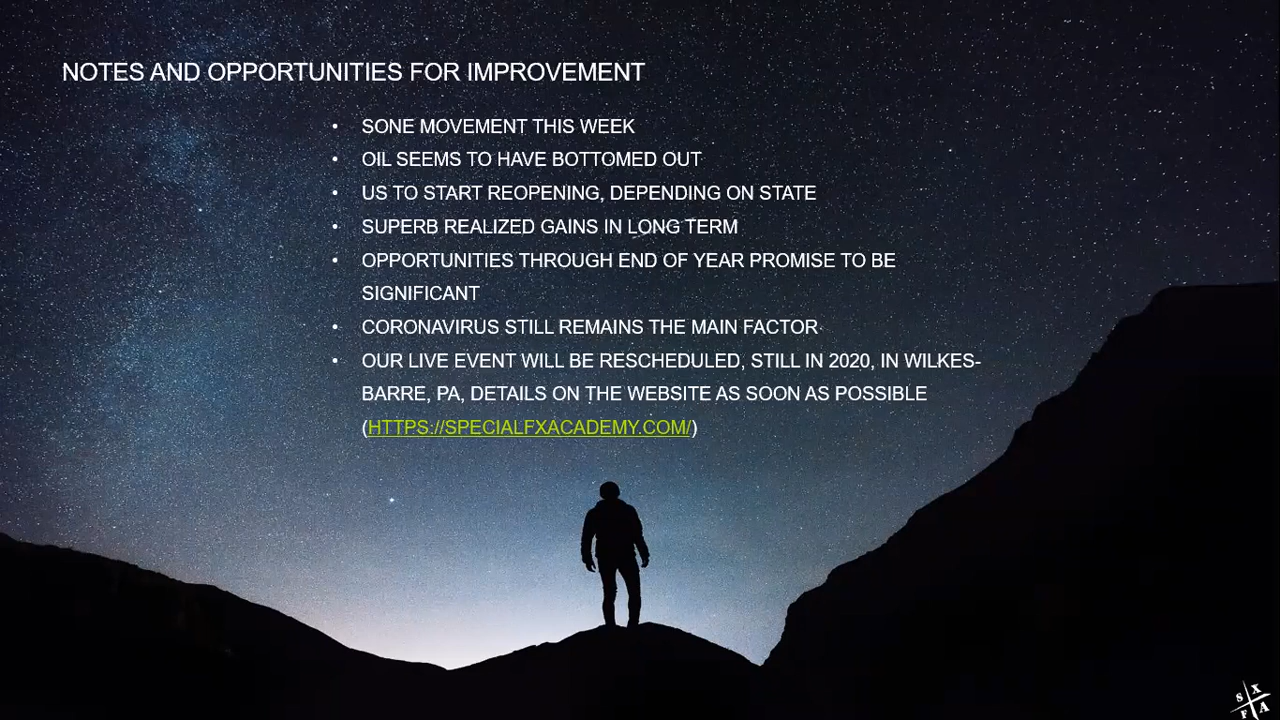 NOTES AND OPPORTUNITIES FOR IMPROVEMENT
• SONE MOVEMENT THIS WEEK
• OIL SEEMS TO HAVE BOTTOMED OUT
• US TO START REOPENING, DEPENDING ON STATE
• SUPERB REALIZED GAINS IN LONG TERM
• OPPORTUNITIES THROUGH END OF YEAR PROMISE TO BE
SIGNIFICANT
• CORONAVIRUS STILL REMAINS THE MAIN FACTOR
• OUR LIVE EVENT WILL BE RESCHEDULED, STILL IN 2020, IN WILKES-
BARRE, PA, DETAILS ON THE WEBSITE AS SOON AS POSSIBLE
(HTTPS://SPECIALFXACADEMY.COM/)
S X
F A